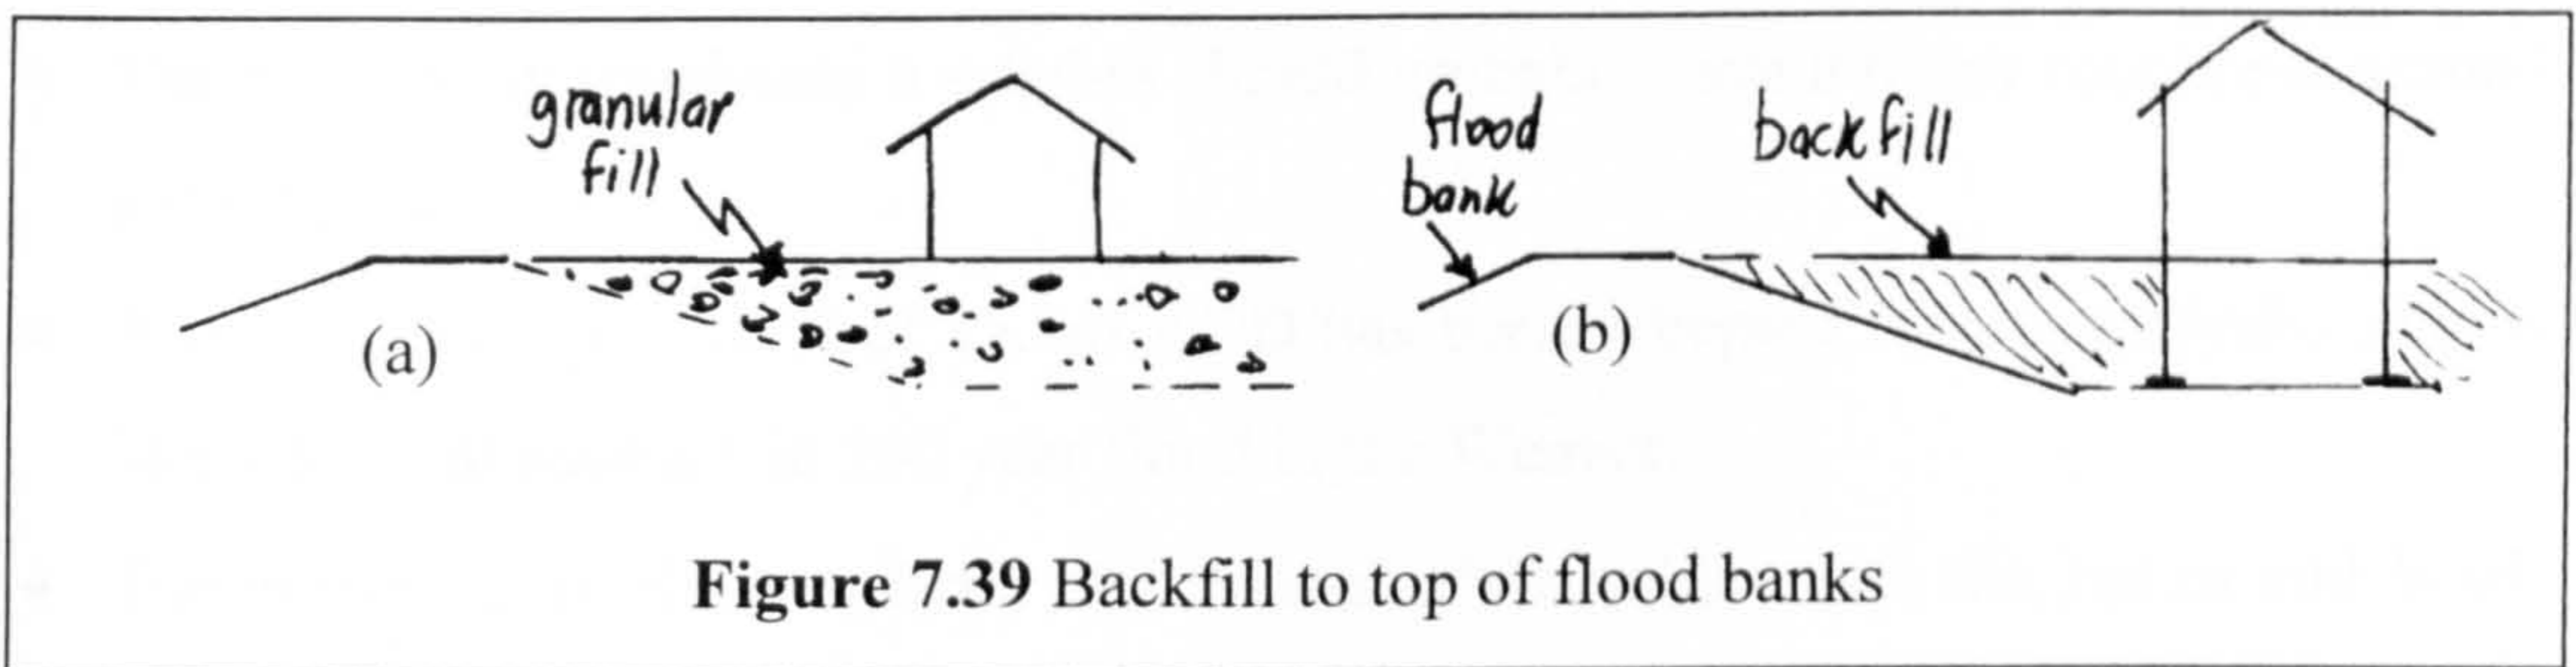 granular
fill
(a)
flood
bank
backfill
(b)
Figure 7.39 Backfill to top of flood banks